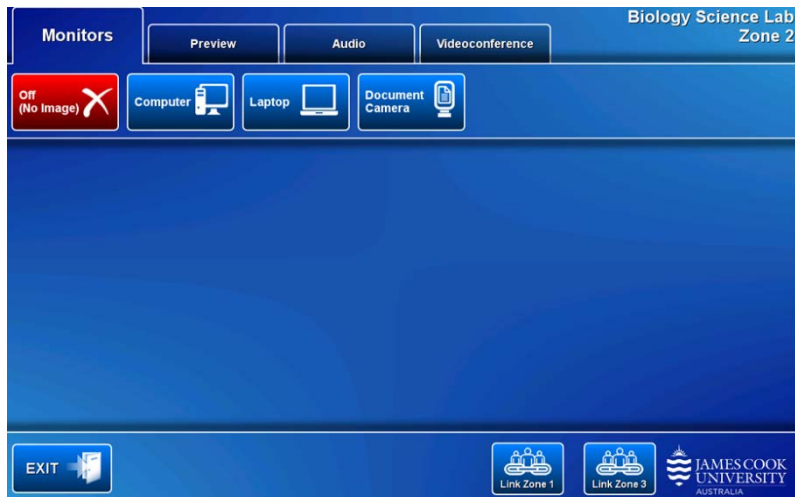 Biology Science Lab
Zone 2
Monitors
Preview
Audio
Videoconference
Off
(No Image)
Computer
Laptop
Document
Camera
EXIT
Link Zone 1
Link Zone 3
JAMES COOK
UNIVERSITY
AUSTRALIA